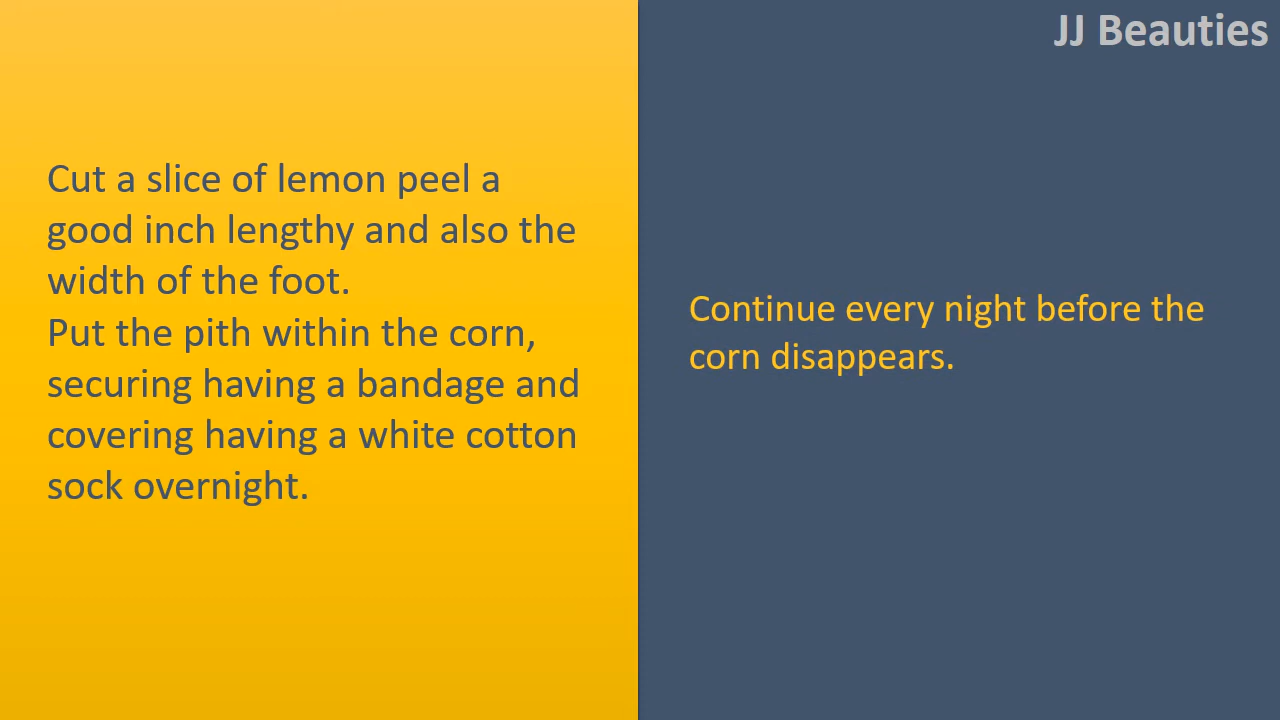 JJ Beauties
Cut a slice of lemon peel a
good inch lengthy and also the
width of the foot.
Put the pith within the corn,
securing having a bandage and
covering having a white cotton
sock overnight.
Continue every night before the
corn disappears.